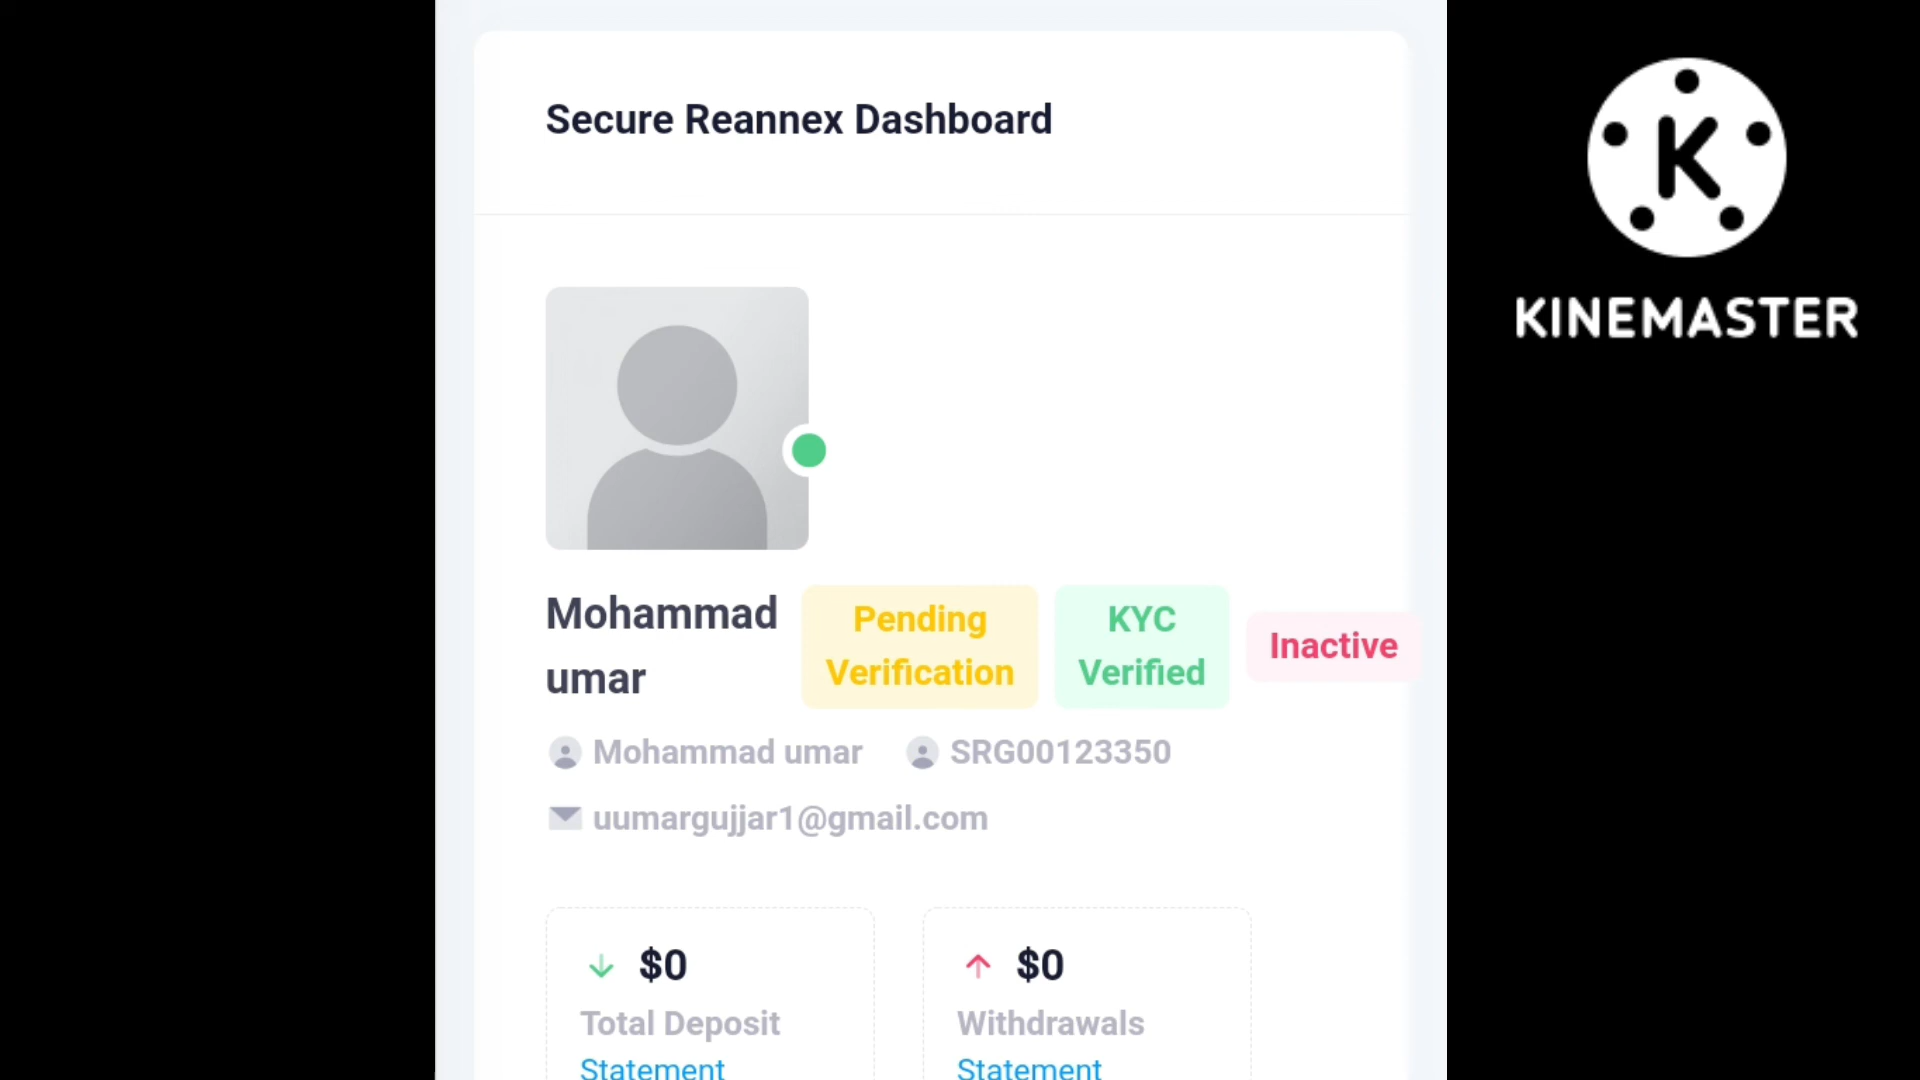 Secure Reannex Dashboard
K
KINEMASTER
Mohammad
umar
Pending
Verification
KYC
Verified
Inactive
Mohammad umar SRG00123350
uumargujjar1@gmail.com
$0 $0
Total Deposit Withdrawals
Statement Statement